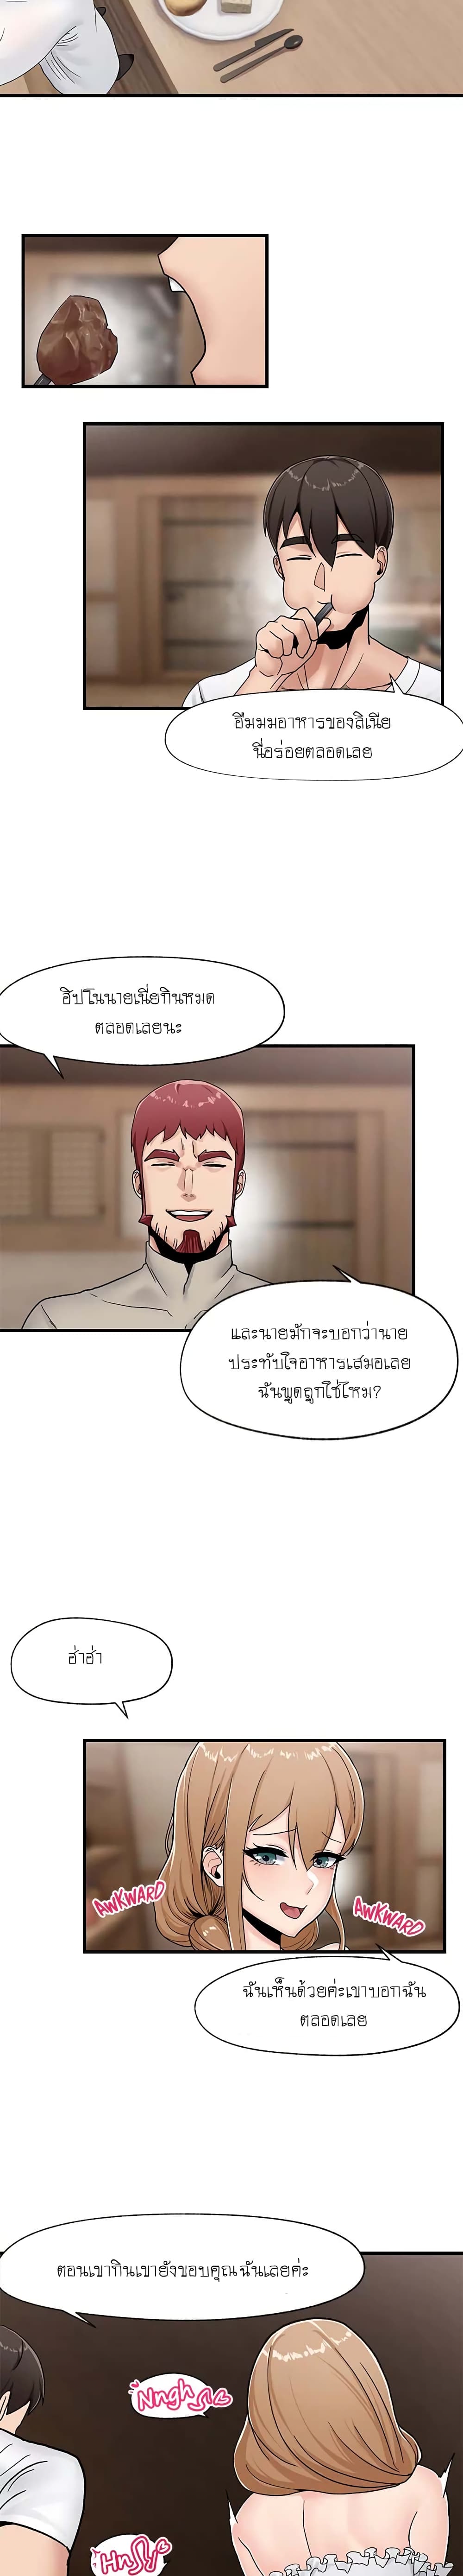 อืมมมอาหารของลิเนีย
นี่อร่อยตลอดเลย
ฮิปโนนายเนี่ยกินหมด
ตลอดเลยนะ
และนายมักจะบอกว่านาย
ประทับใจอาหารเสมอเลย
ฉันพูดถูกใช่ไหม?
ฮ่าฮ่า
AWKWARD
AWKWARD
ฉันเห็นด้วยค่ะเขาบอกฉัน
ตลอดเลย
ตอนเขากินเขายังขอบคุณฉันเลยค่ะ